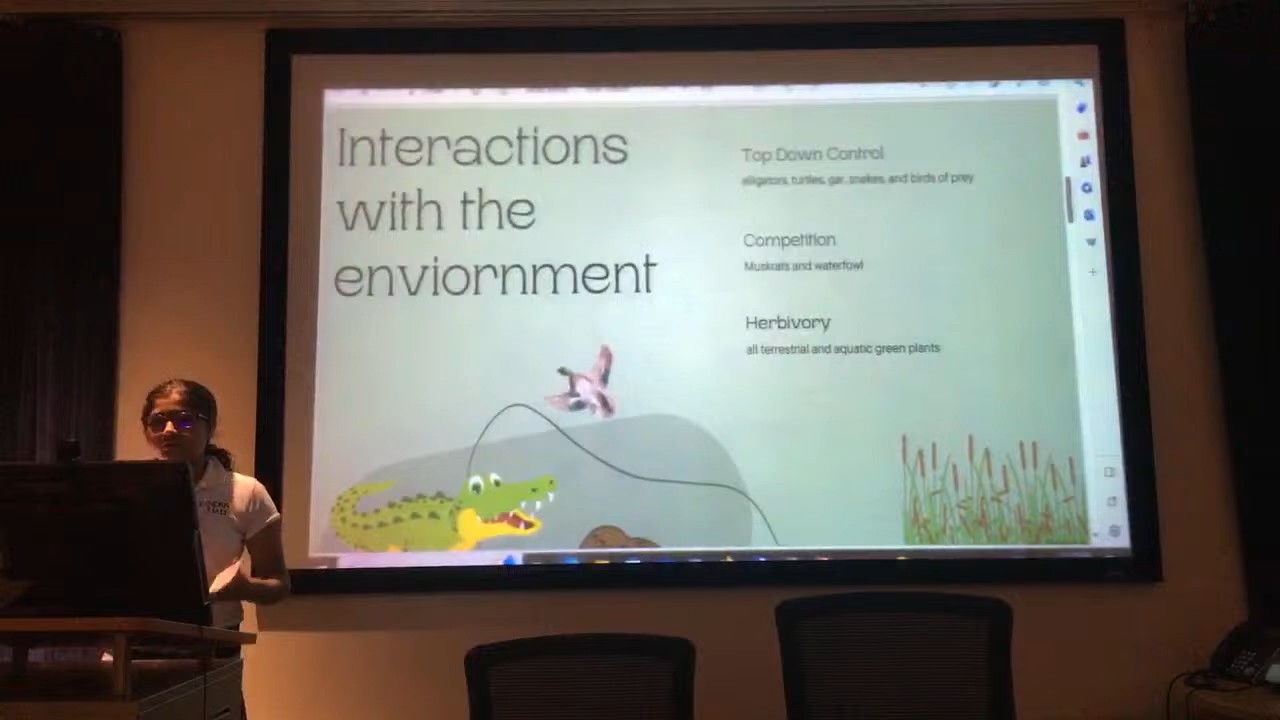 Interactions
with the
enviornment
Top Down Control
alligators, turtles, gar, snakes, and birds of prey
Competition
Muskrats and waterfowl
Herbivory
all terrestrial and aquatic green plants